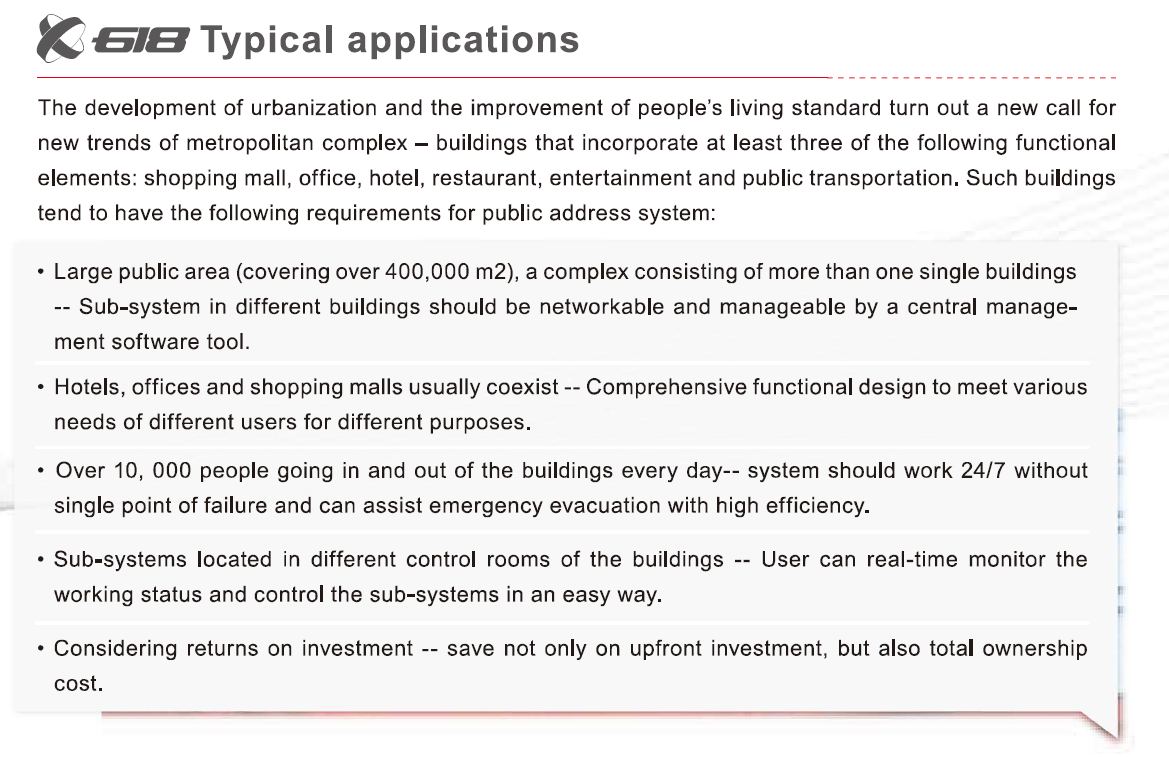 X-618 Typical applications
The development of urbanization and the improvement of people's living standard turn out a new call for
new trends of metropolitan complex – buildings that incorporate at least three of the following functional
elements: shopping mall, office, hotel, restaurant, entertainment and public transportation. Such buildings
tend to have the following requirements for public address system:
• Large public area (covering over 400,000 m2), a complex consisting of more than one single buildings
-- Sub-system in different buildings should be networkable and manageable by a central manage-
ment software tool.
• Hotels, offices and shopping malls usually coexist -- Comprehensive functional design to meet various
needs of different users for different purposes.
• Over 10, 000 people going in and out of the buildings every day-- system should work 24/7 without
single point of failure and can assist emergency evacuation with high efficiency.
• Sub-systems located in different control rooms of the buildings -- User can real-time monitor the
working status and control the sub-systems in an easy way.
• Considering returns on investment -- save not only on upfront investment, but also total ownership
cost.